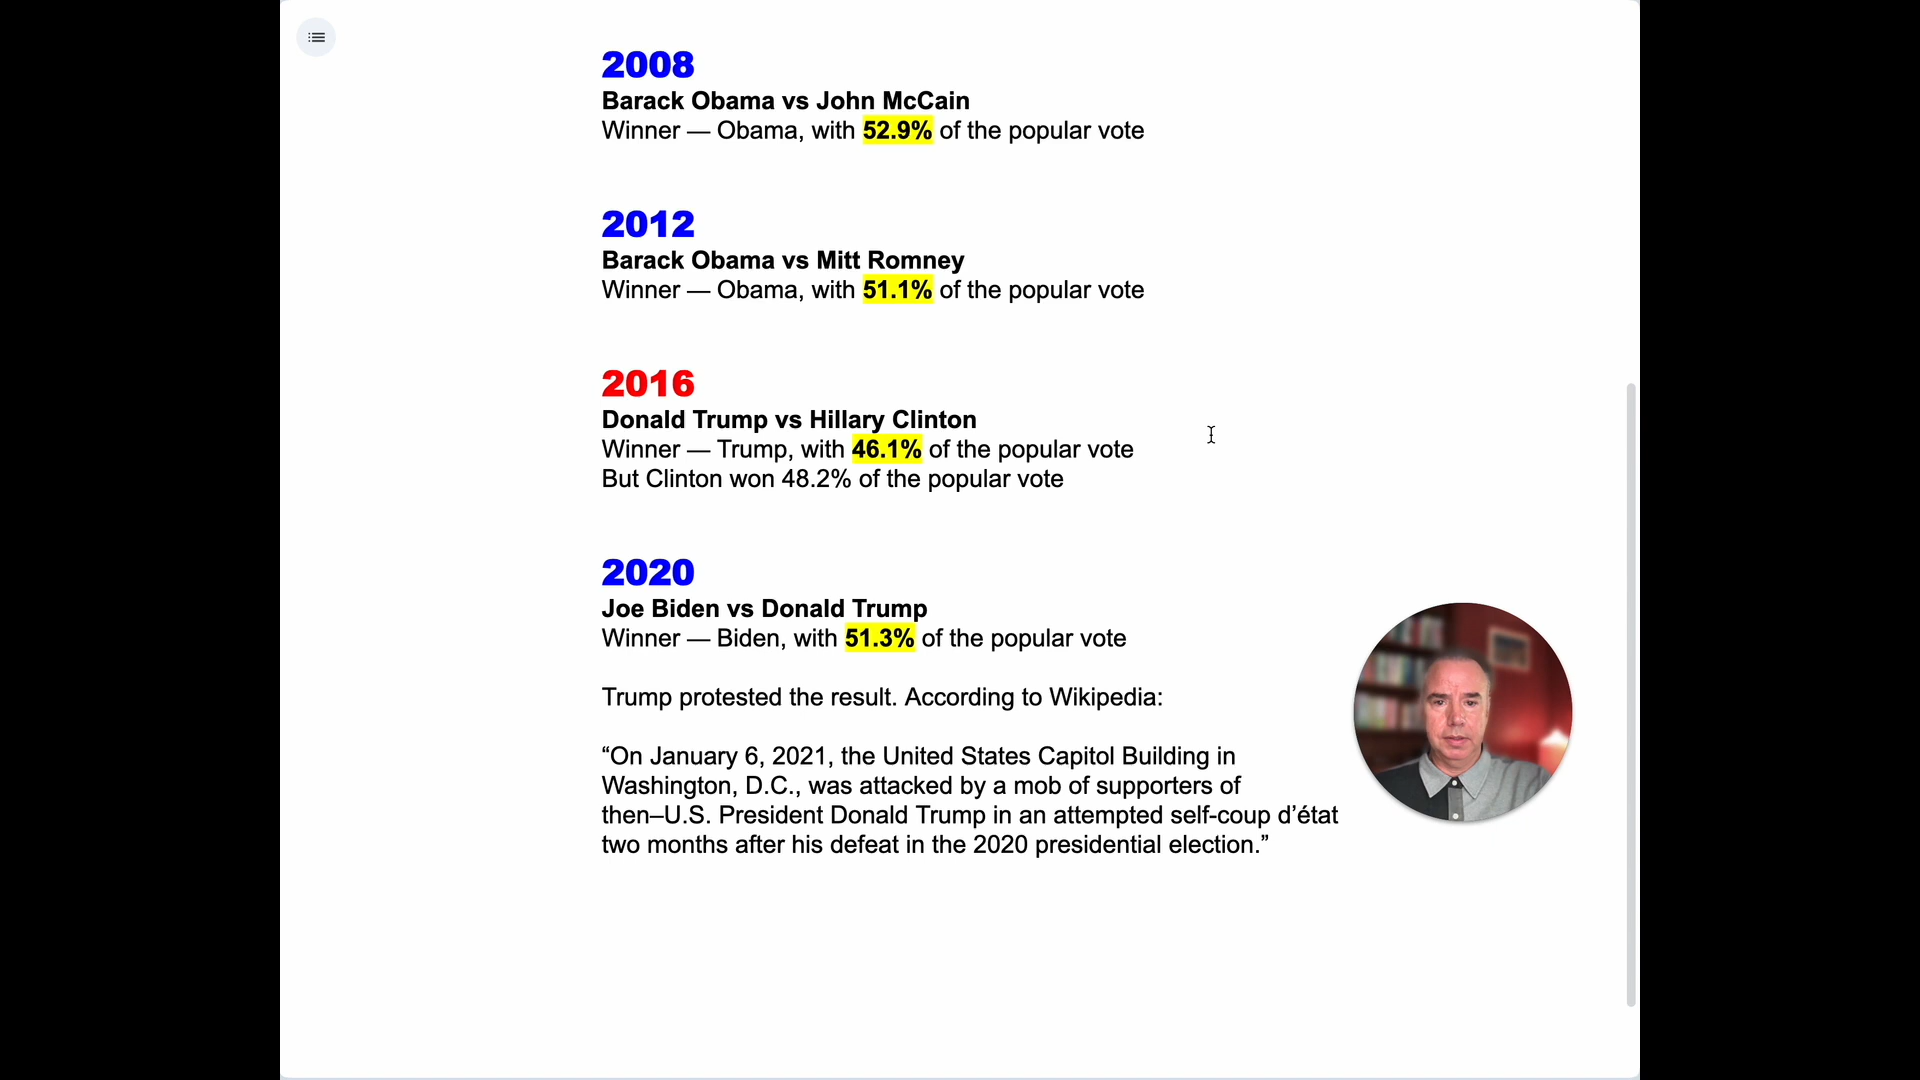 2008
Barack Obama vs John McCain
Winner — Obama, with 52.9% of the popular vote
2012
Barack Obama vs Mitt Romney
Winner — Obama, with 51.1% of the popular vote
2016
Donald Trump vs Hillary Clinton
Winner — Trump, with 46.1% of the popular vote
But Clinton won 48.2% of the popular vote
2020
Joe Biden vs Donald Trump
Winner — Biden, with 51.3% of the popular vote
Trump protested the result. According to Wikipedia:
“On January 6, 2021, the United States Capitol Building in
Washington, D.C., was attacked by a mob of supporters of
then–U.S. President Donald Trump in an attempted self-coup d’état
two months after his defeat in the 2020 presidential election.”